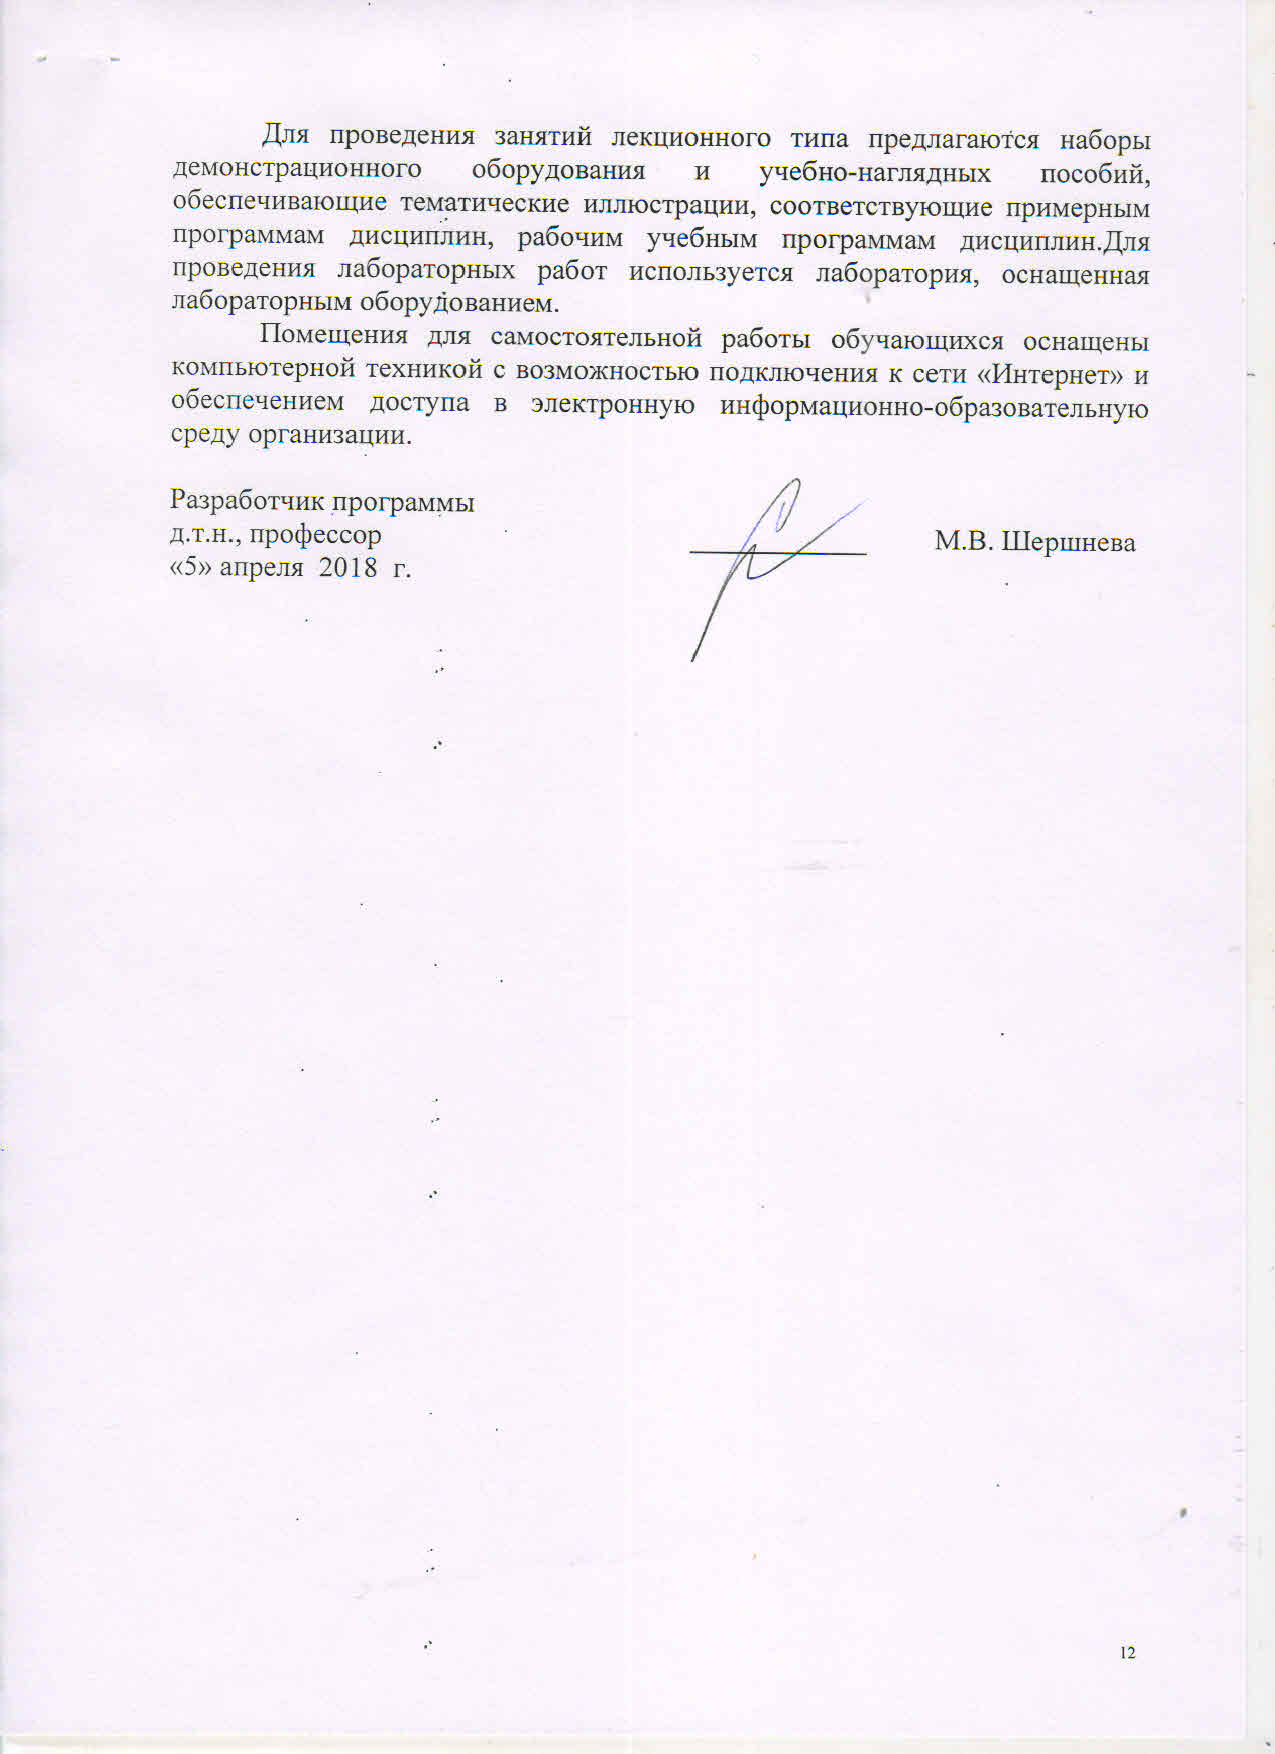 Для проведения занятий лекционного типа предлагаются наборы
демонстрационного оборудования и учебно-наглядных пособий,
обеспечивающие тематические иллюстрации, соответствующие примерным
программам дисциплин, рабочим учебным программам дисциплин.Для
проведения лабораторных работ используется лаборатория, оснащенная
лабораторным оборудованием.
Помещения для самостоятельной работы обучающихся оснащены
компьютерной техникой с возможностью подключения к сети «Интернет» и
обеспечением доступа в электронную информационно-образовательную
среду организации.
Разработчик программы
д.т.н., профессор
М.В. Шершнева
«5» апреля 2018 г.
12